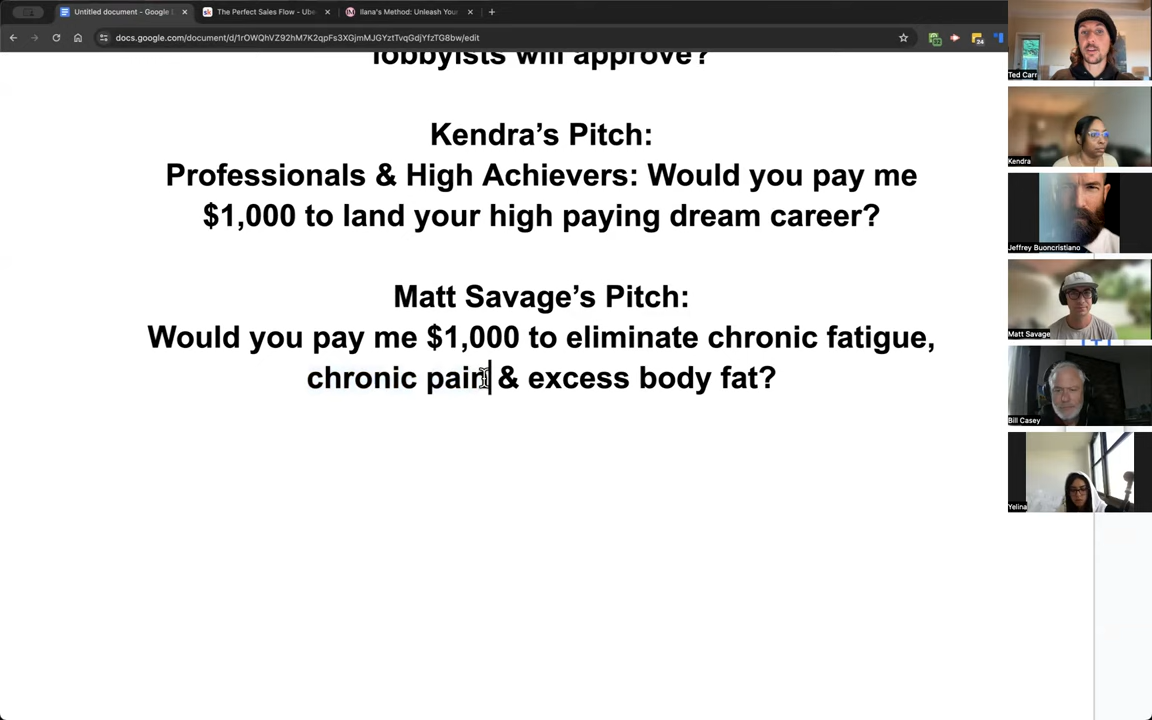 Untitled document - Google
The Perfect Sales Flow - Ube
Ilana's Method: Unleash You
docs.google.com/document/d/1rOWQhVZ92hM7K2qpFs3XGjmMJGYztTvqGdjYfzTG8bw/edit
24
lobbyists will approve?
Kendra’s Pitch:
Professionals & High Achievers: Would you pay me
$1,000 to land your high paying dream career?
Matt Savage’s Pitch:
Would you pay me $1,000 to eliminate chronic fatigue,
chronic pain & excess body fat?
Ted Carr
Kendra
Jeffrey Buoncristiano
Matt Savage
Bill Casey
Yelina